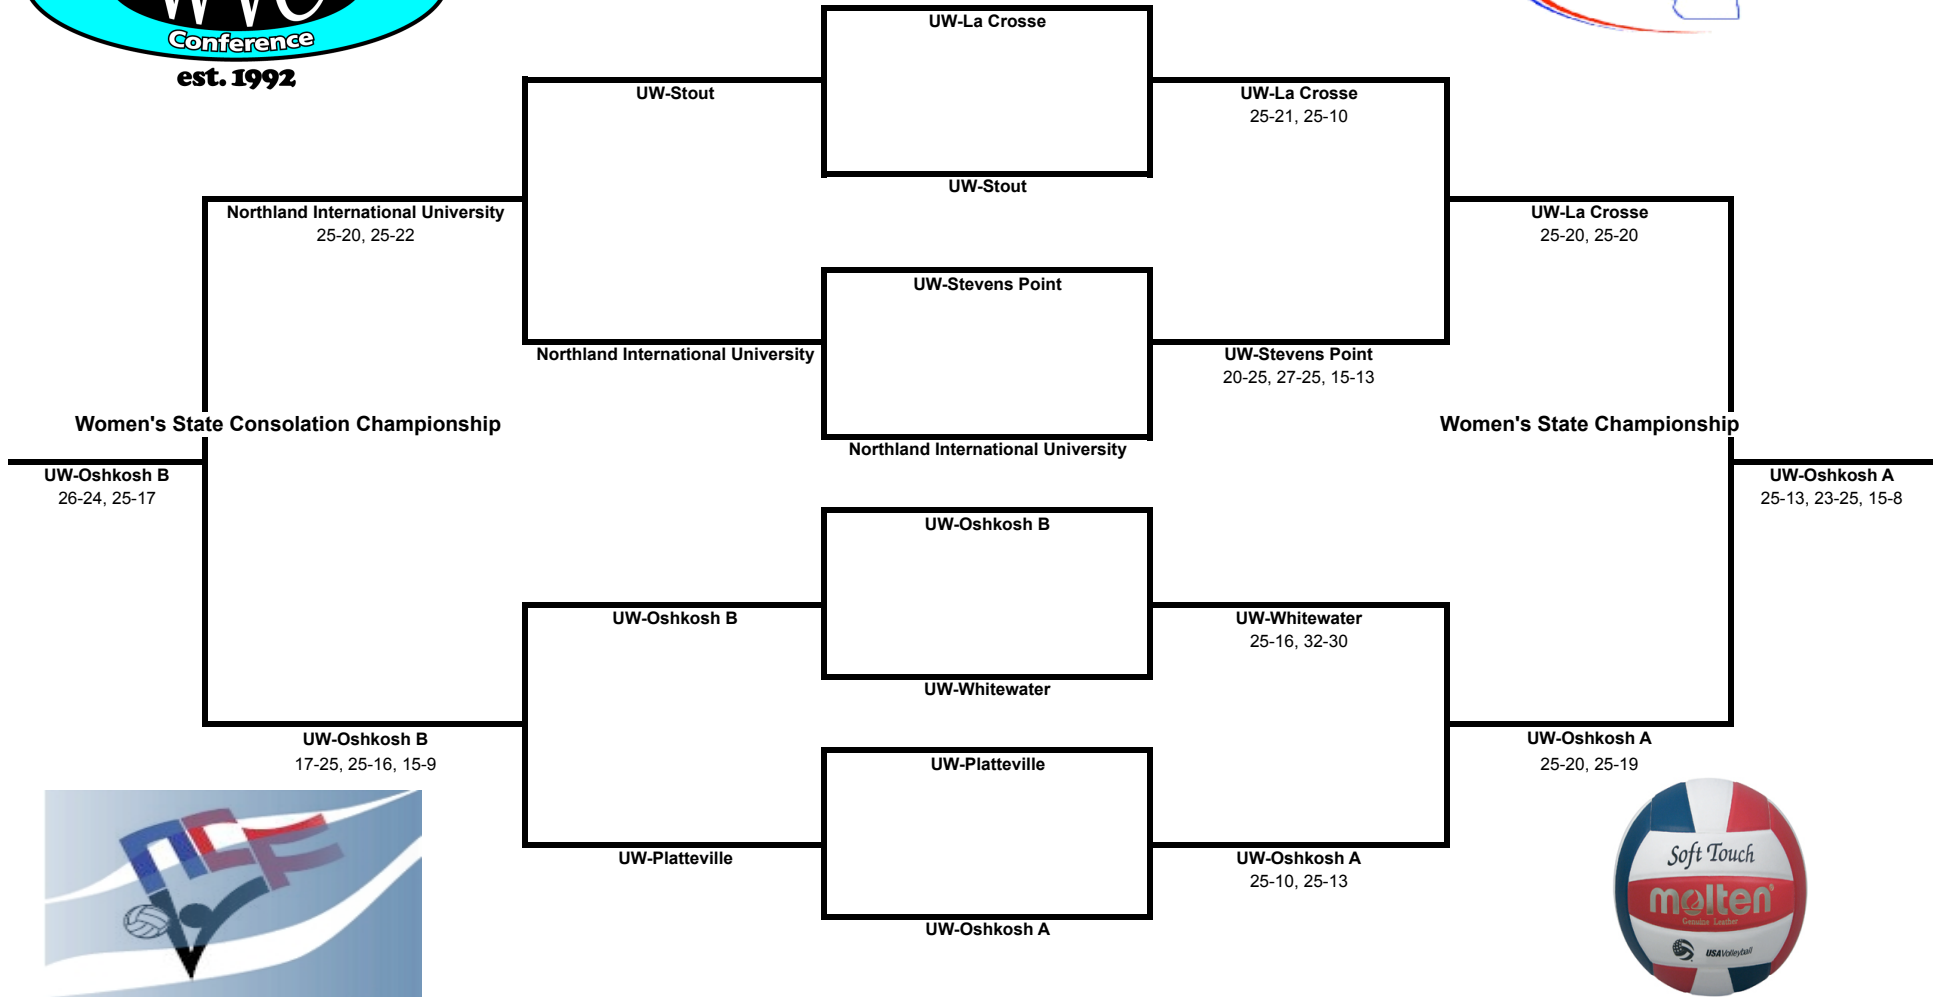 WVC
Conference
est. 1992
UW-La Crosse
UW-Stout
UW-La Crosse
25-21, 25-10
UW-Stout
Northland International University
25-20, 25-22
UW-La Crosse
25-20, 25-20
UW-Stevens Point
Northland International University
UW-Stevens Point
20-25, 27-25, 15-13
Women's State Consolation Championship
Women's State Championship
Northland International University
UW-Oshkosh B
26-24, 25-17
UW-Oshkosh A
25-13, 23-25, 15-8
UW-Oshkosh B
UW-Oshkosh B
UW-Whitewater
25-16, 32-30
UW-Whitewater
UW-Oshkosh B
17-25, 25-16, 15-9
UW-Oshkosh A
25-20, 25-19
UW-Platteville
UW-Platteville
UW-Oshkosh A
25-10, 25-13
UW-Oshkosh A
NCF
Soft Touch
molten
Genuine Leather
USA Volleyball